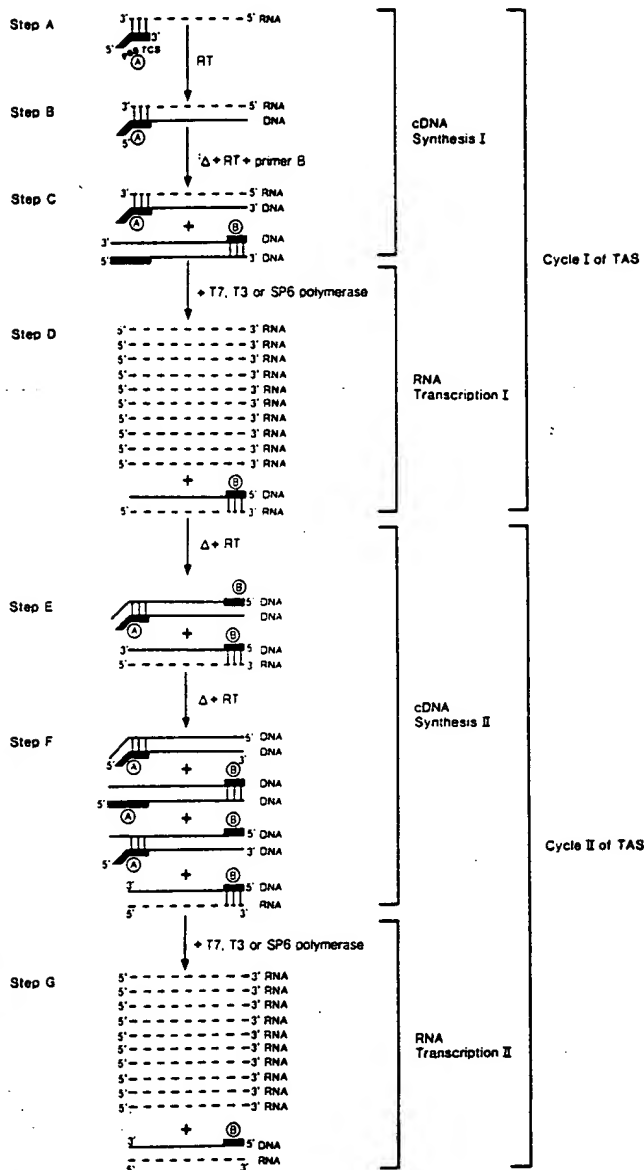 Step A
3' 5' RNA
5' 3'
TCS
A
RT
Step B
3' 5' RNA
DNA
5' A
cDNA
Synthesis I
Δ + RT + primer B
Step C
3' 5' RNA
3' DNA
A
+ B
3' DNA
5' 3' DNA
Cycle I of TAS
+ T7, T3 or SP6 polymerase
Step D
5' 3' RNA
5' 3' RNA
5' 3' RNA
5' 3' RNA
5' 3' RNA
5' 3' RNA
5' 3' RNA
5' 3' RNA
5' 3' RNA
5' 3' RNA
RNA
Transcription I
+ B
5' DNA
5' 3' RNA
Δ + RT
Step E
B
5' DNA
DNA
A
+ B
3' 5' DNA
5' 3' RNA
Δ + RT
cDNA
Synthesis II
Step F
5' DNA
DNA
5' A 3'
+ B
DNA
5' DNA
A
+ B
5' DNA
3' DNA
5' A
+ B
3' 5' DNA
RNA
5' 3'
Cycle II of TAS
+ T7, T3 or SP6 polymerase
Step G
5' 3' RNA
5' 3' RNA
5' 3' RNA
5' 3' RNA
5' 3' RNA
5' 3' RNA
5' 3' RNA
5' 3' RNA
5' 3' RNA
5' 3' RNA
RNA
Transcription II
+ B
3' 5' DNA
RNA
5' 3'